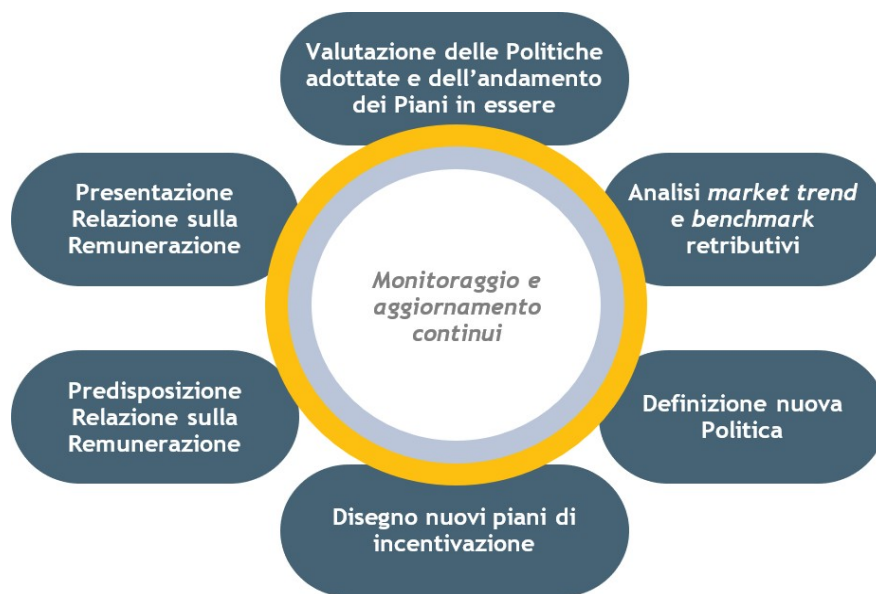 Valutazione delle Politiche
adottate e dell'andamento
dei Piani in essere
Analisi market trend
e benchmark
retributivi
Definizione nuova
Politica
Disegno nuovi piani di
incentivazione
Predisposizione
Relazione sulla
Remunerazione
Presentazione
Relazione sulla
Remunerazione
Monitoraggio e
aggiornamento
continui